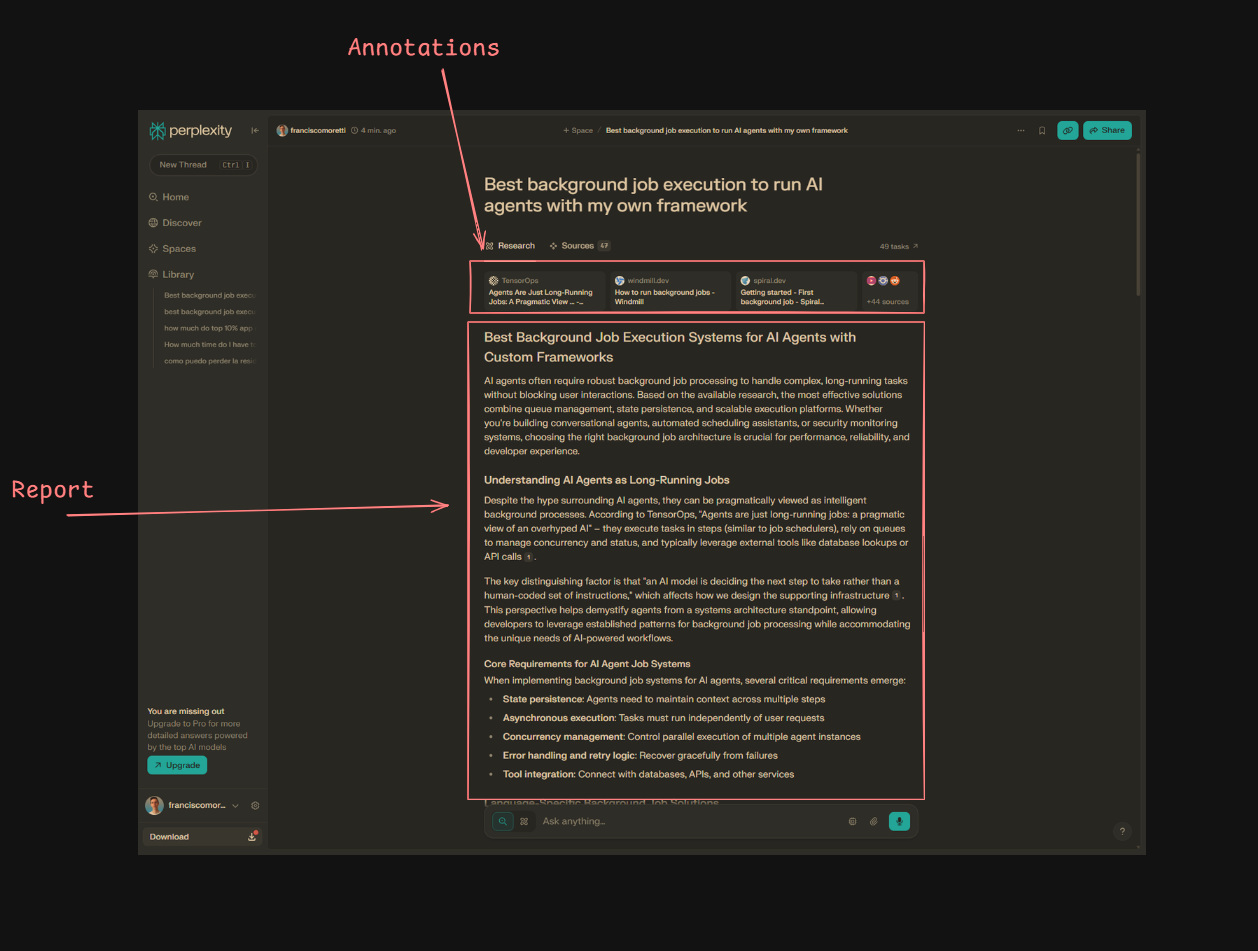 Annotations
perplexity
franciscomoretti 4 min. ago
+ Space / Best background job execution to run AI agents with my own framework
Share
New Thread Ctrl I
Home
Discover
Spaces
Library
Best background job exec
best background job exec
how much do top 10% app
How much time do I have t
como puedo perder la resi
Best background job execution to run AI
agents with my own framework
Research Sources 47
49 tasks
TensorOps
Agents Are Just Long-Running
Jobs: A Pragmatic View ... -...
windmill.dev
How to run background jobs -
Windmill
spiral.dev
Getting started - First
background job - Spiral...
+44 sources
Report
Best Background Job Execution Systems for AI Agents with
Custom Frameworks
AI agents often require robust background job processing to handle complex, long-running tasks
without blocking user interactions. Based on the available research, the most effective solutions
combine queue management, state persistence, and scalable execution platforms. Whether
you're building conversational agents, automated scheduling assistants, or security monitoring
systems, choosing the right background job architecture is crucial for performance, reliability, and
developer experience.
Understanding AI Agents as Long-Running Jobs
Despite the hype surrounding AI agents, they can be pragmatically viewed as intelligent
background processes. According to TensorOps, "Agents are just long-running jobs: a pragmatic
view of an overhyped AI" – they execute tasks in steps (similar to job schedulers), rely on queues
to manage concurrency and status, and typically leverage external tools like database lookups or
API calls 1 .
The key distinguishing factor is that "an AI model is deciding the next step to take rather than a
human-coded set of instructions," which affects how we design the supporting infrastructure 1 .
This perspective helps demystify agents from a systems architecture standpoint, allowing
developers to leverage established patterns for background job processing while accommodating
the unique needs of AI-powered workflows.
Core Requirements for AI Agent Job Systems
When implementing background job systems for AI agents, several critical requirements emerge:
• State persistence: Agents need to maintain context across multiple steps
• Asynchronous execution: Tasks must run independently of user requests
• Concurrency management: Control parallel execution of multiple agent instances
• Error handling and retry logic: Recover gracefully from failures
• Tool integration: Connect with databases, APIs, and other services
Language-Specific Background Job Solutions
You are missing out
Upgrade to Pro for more
detailed answers powered
by the top AI models
Upgrade
franciscomor...
Download
Ask anything...
?